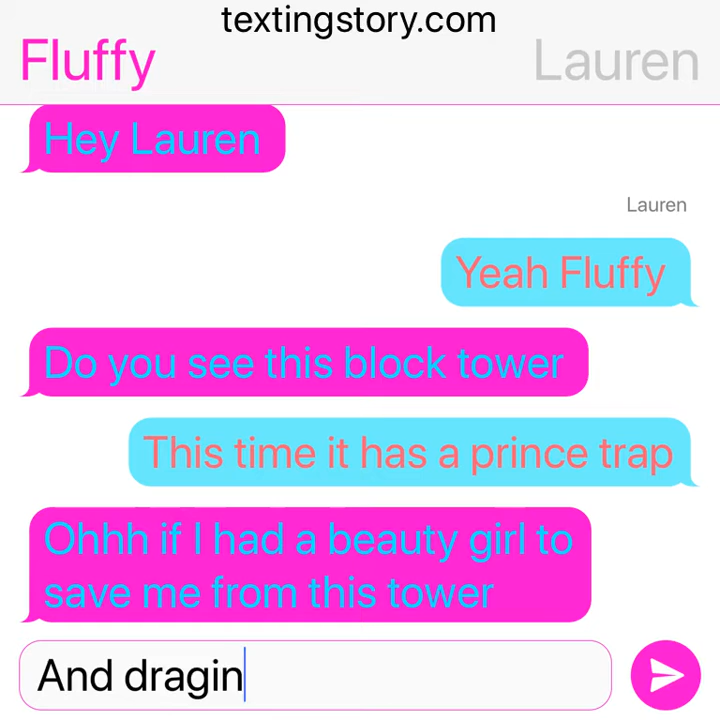 textingstory.com
Fluffy
Lauren
Hey Lauren
Lauren
Yeah Fluffy
Do you see this block tower
This time it has a prince trap
Ohhh if I had a beauty girl to
save me from this tower
And dragin